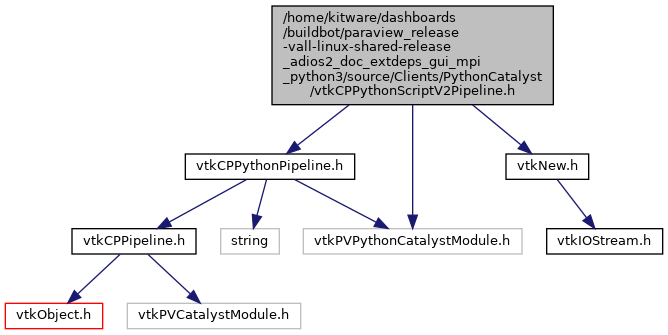 /home/kitware/dashboards
/buildbot/paraview_release
-vall-linux-shared-release
_adios2_doc_extdeps_gui_mpi
_python3/source/Clients/PythonCatalyst
/vtkCPPythonScriptV2Pipeline.h
vtkCPPythonPipeline.h
vtkNew.h
vtkCPPipeline.h
string
vtkPVPythonCatalystModule.h
vtkIOStream.h
vtkObject.h
vtkPVCatalystModule.h